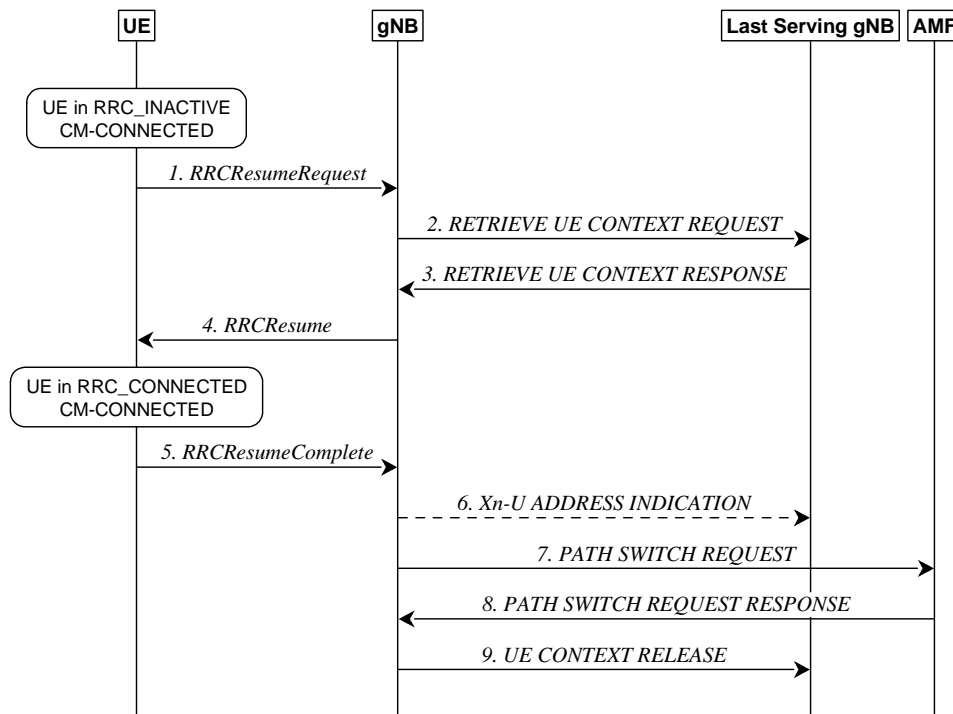 UE gNB Last Serving gNB AMF
UE in RRC_INACTIVE
CM-CONNECTED
1. RRCResumeRequest
2. RETRIEVE UE CONTEXT REQUEST
3. RETRIEVE UE CONTEXT RESPONSE
4. RRCResume
UE in RRC_CONNECTED
CM-CONNECTED
5. RRCResumeComplete
6. Xn-U ADDRESS INDICATION
7. PATH SWITCH REQUEST
8. PATH SWITCH REQUEST RESPONSE
9. UE CONTEXT RELEASE